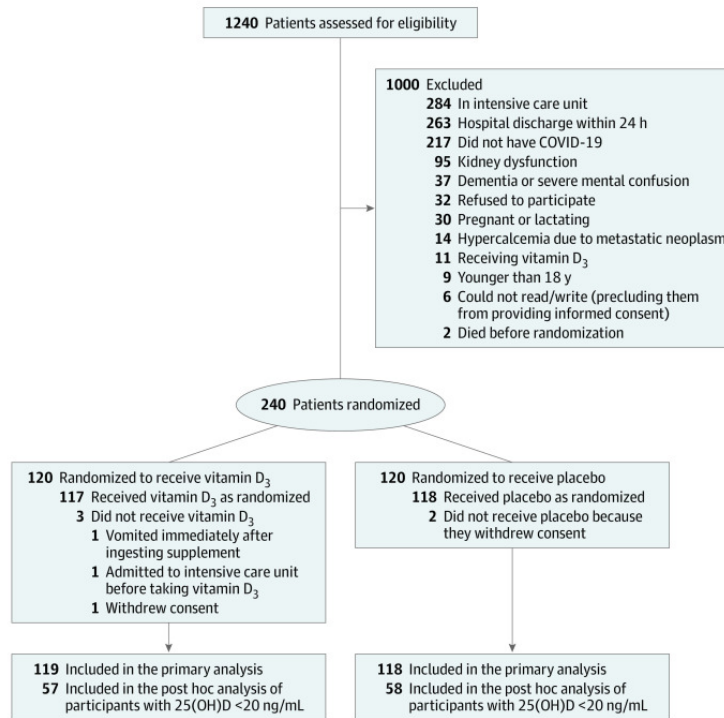 1240 Patients assessed for eligibility
1000 Excluded
284 In intensive care unit
263 Hospital discharge within 24 h
217 Did not have COVID-19
95 Kidney dysfunction
37 Dementia or severe mental confusion
32 Refused to participate
30 Pregnant or lactating
14 Hypercalcemia due to metastatic neoplasm
11 Receiving vitamin D₃
9 Younger than 18 y
6 Could not read/write (precluding them
from providing informed consent)
2 Died before randomization
240 Patients randomized
120 Randomized to receive vitamin D₃
117 Received vitamin D₃ as randomized
3 Did not receive vitamin D₃
1 Vomited immediately after
ingesting supplement
1 Admitted to intensive care unit
before taking vitamin D₃
1 Withdrew consent
120 Randomized to receive placebo
118 Received placebo as randomized
2 Did not receive placebo because
they withdrew consent
119 Included in the primary analysis
57 Included in the post hoc analysis of
participants with 25(OH)D <20 ng/mL
118 Included in the primary analysis
58 Included in the post hoc analysis of
participants with 25(OH)D <20 ng/mL